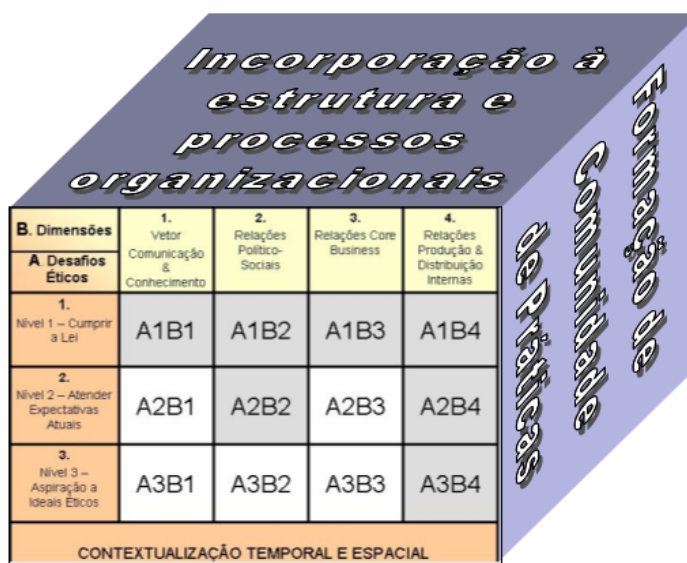 Incorporação à
estrutura e
processos
organizacionais
Formação de
Comunidade
de Práticas
B. Dimensões
A. Desafios
Éticos
1.
Vetor
Comunicação
&
Conhecimento
2.
Relações
Político-
Sociais
3.
Relações Core
Business
4.
Relações
Produção &
Distribuição
Internas
1.
Nível 1 – Cumprir
a Lei
A1B1
A1B2
A1B3
A1B4
2.
Nível 2 – Atender
Expectativas
Atuais
A2B1
A2B2
A2B3
A2B4
3.
Nível 3 –
Aspiração a
Ideais Éticos
A3B1
A3B2
A3B3
A3B4
CONTEXTUALIZAÇÃO TEMPORAL E ESPACIAL